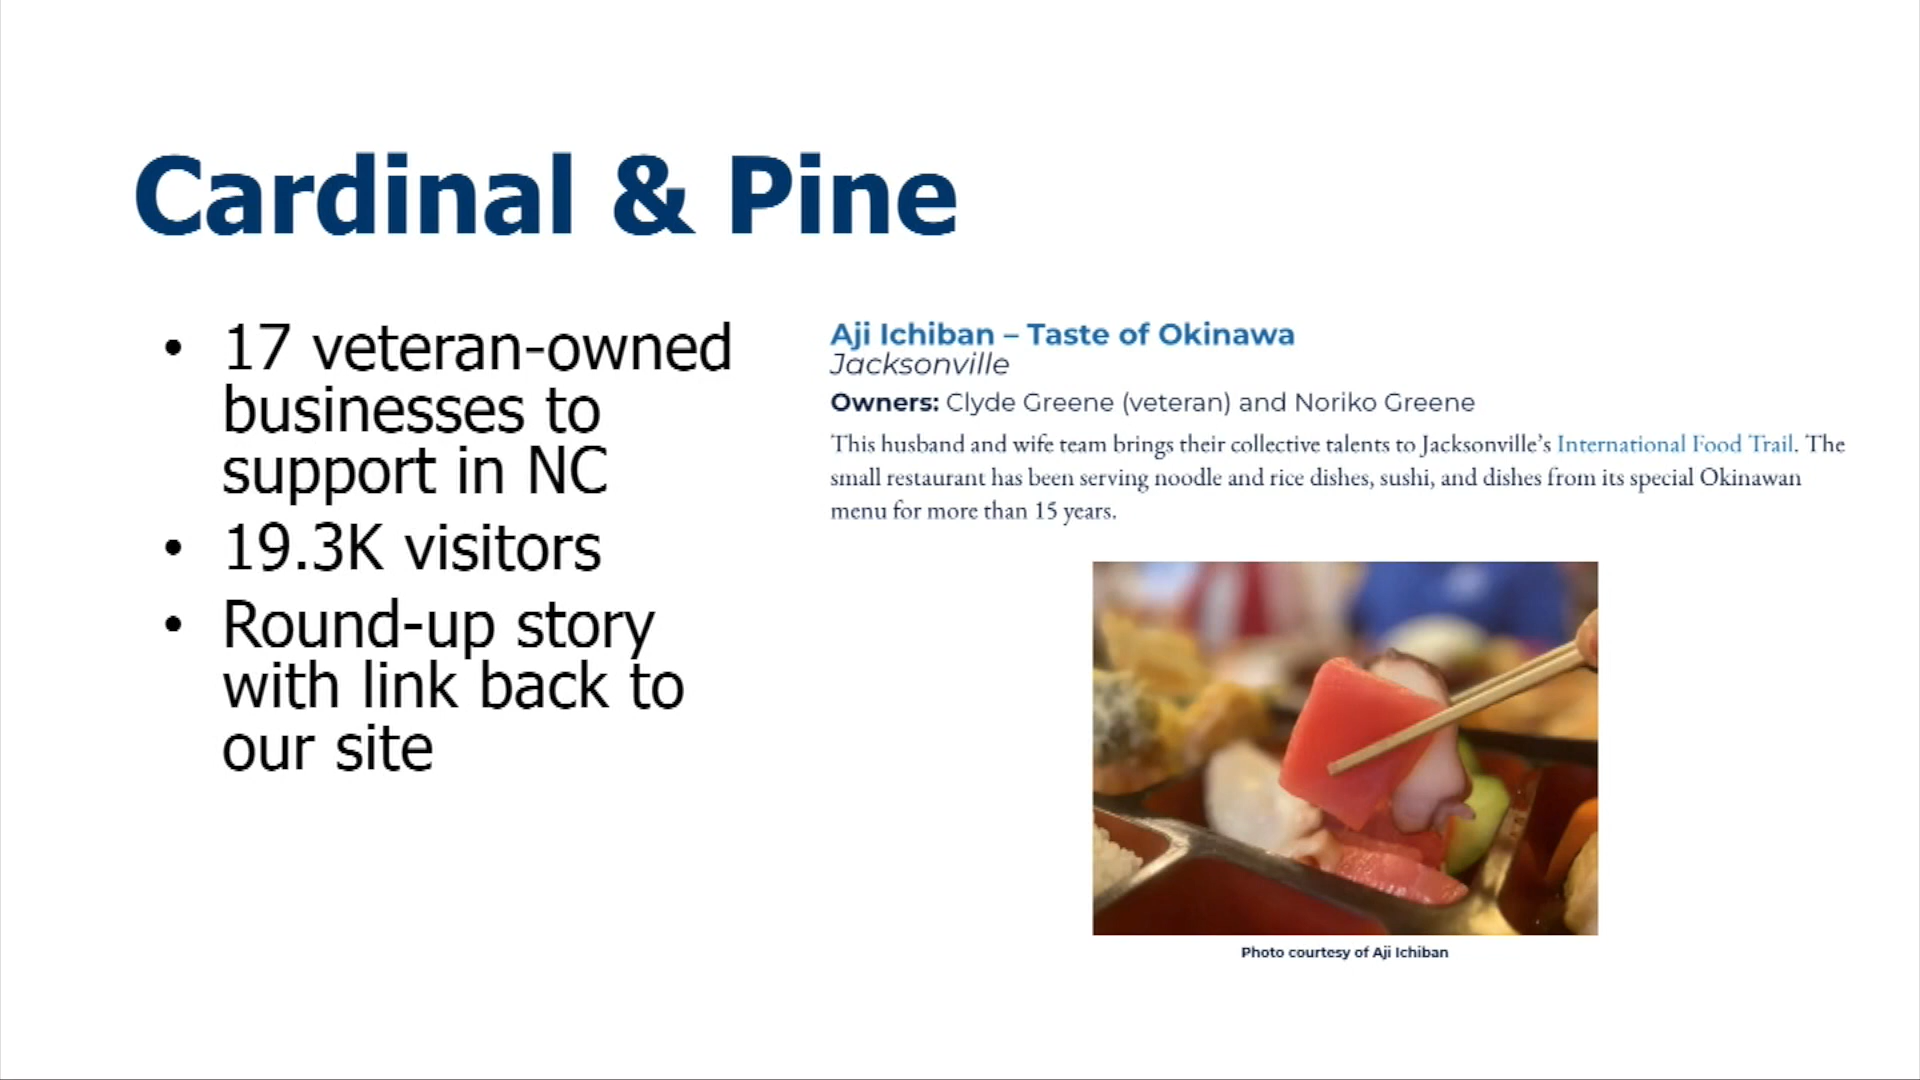 Cardinal & Pine
• 17 veteran-owned
businesses to
support in NC
• 19.3K visitors
• Round-up story
with link back to
our site
Aji Ichiban – Taste of Okinawa
Jacksonville
Owners: Clyde Greene (veteran) and Noriko Greene
This husband and wife team brings their collective talents to Jacksonville’s International Food Trail. The
small restaurant has been serving noodle and rice dishes, sushi, and dishes from its special Okinawan
menu for more than 15 years.
Photo courtesy of Aji Ichiban